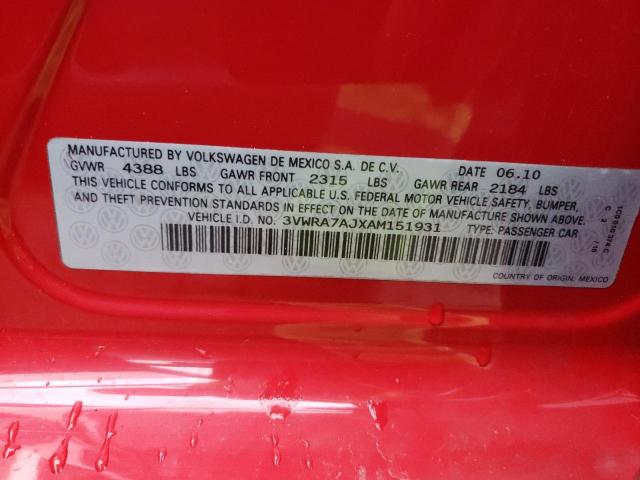 MANUFACTURED BY VOLKSWAGEN DE MEXICO S.A. DE C.V. DATE 06.10
GVWR 4388 LBS GAWR FRONT 2315 LBS GAWR REAR 2184 LBS
THIS VEHICLE CONFORMS TO ALL APPLICABLE U.S. FEDERAL MOTOR VEHICLE SAFETY, BUMPER,
AND THEFT PREVENTION STANDARDS IN EFFECT ON THE DATE OF MANUFACTURE SHOWN ABOVE.
VEHICLE I.D. NO. 3VWRA7AJXAM151931 TYPE: PASSENGER CAR
COUNTRY OF ORIGIN: MEXICO